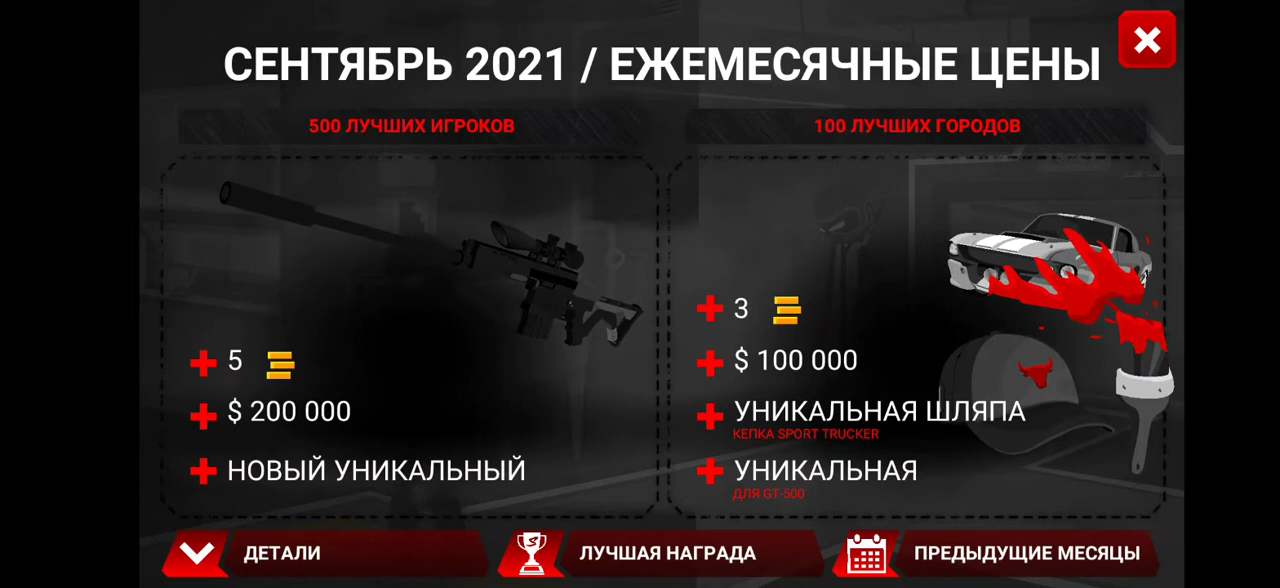 СЕНТЯБРЬ 2021 / ЕЖЕМЕСЯЧНЫЕ ЦЕНЫ
500 ЛУЧШИХ ИГРОКОВ
5
$ 200 000
НОВЫЙ УНИКАЛЬНЫЙ
100 ЛУЧШИХ ГОРОДОВ
3
$ 100 000
УНИКАЛЬНАЯ ШЛЯПА
КЕПКА SPORT TRUCKER
УНИКАЛЬНАЯ
ДЛЯ GT-500
ДЕТАЛИ
ЛУЧШАЯ НАГРАДА
ПРЕДЫДУЩИЕ МЕСЯЦЫ